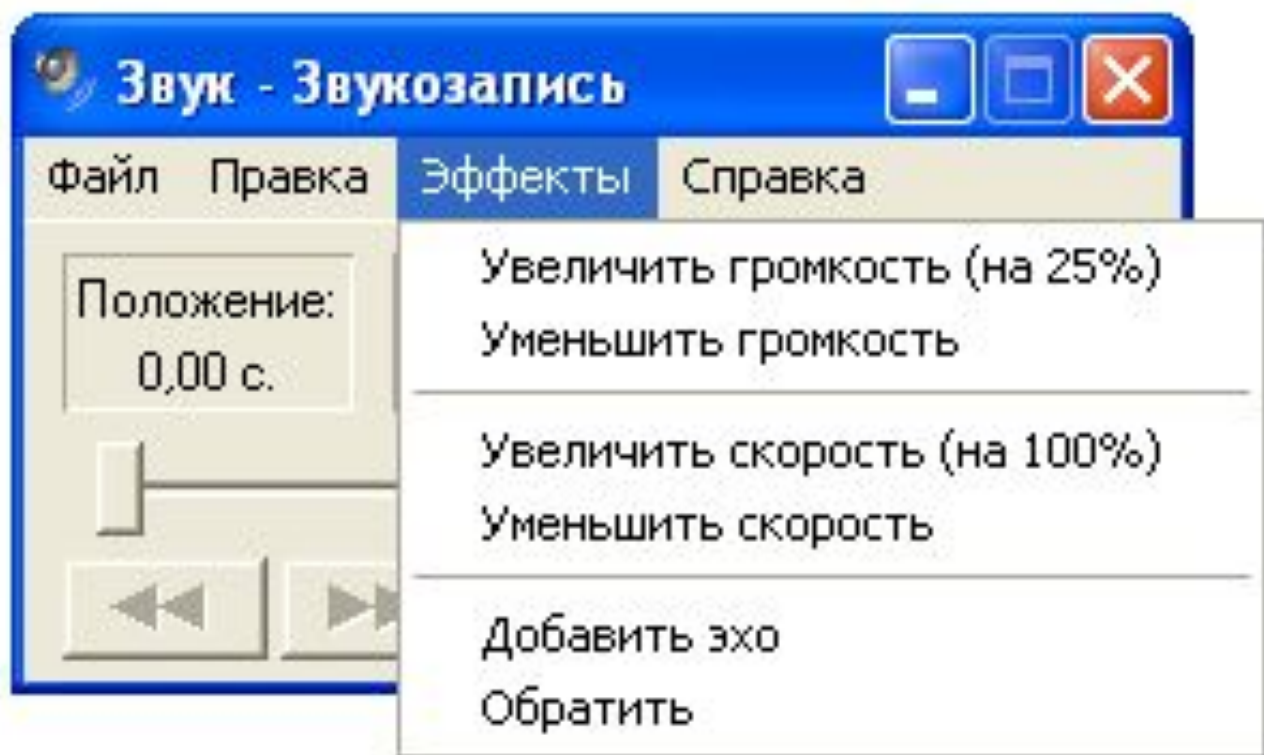 Звук - Звукозапись
Файл Правка Эффекты Справка
Положение:
0,00 с.
Увеличить громкость (на 25%)
Уменьшить громкость
Увеличить скорость (на 100%)
Уменьшить скорость
Добавить эхо
Обратить